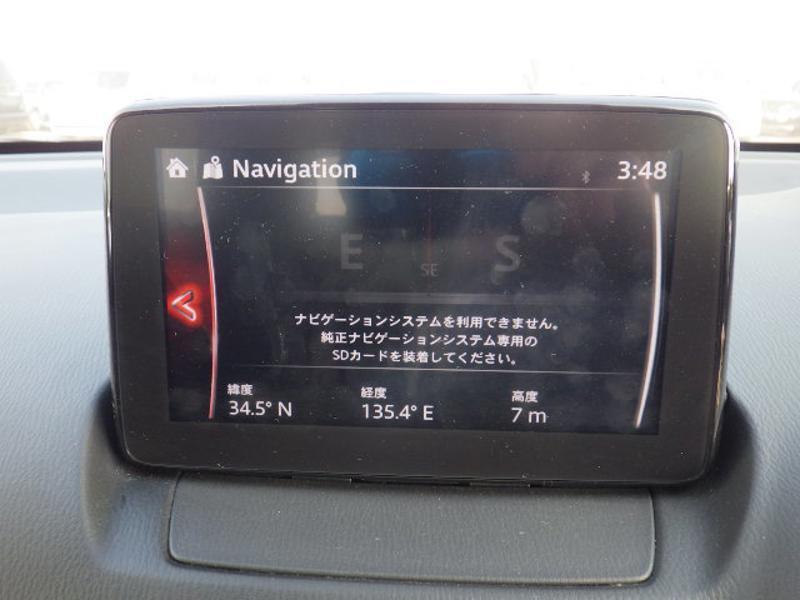 Navigation
3:48
E
SE
S
ナビゲーションシステムを利用できません。
純正ナビゲーションシステム専用の
SDカードを装着してください。
緯度 経度 高度
34.5° N 135.4° E 7 m